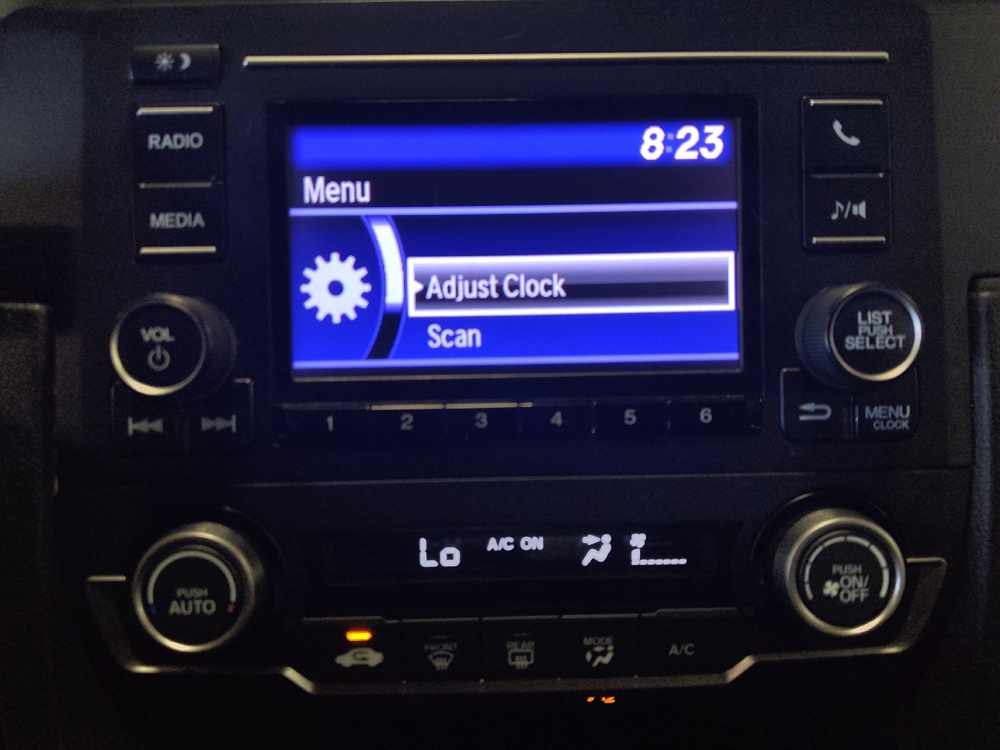 8:23
RADIO
Menu
MEDIA
Adjust Clock
VOL
LIST
PUSH
SELECT
Scan
1 2 3 4 5 6
MENU
CLOCK
Lo A/C ON
PUSH
AUTO
PUSH
ON/
OFF
FRONT REAR MODE A/C